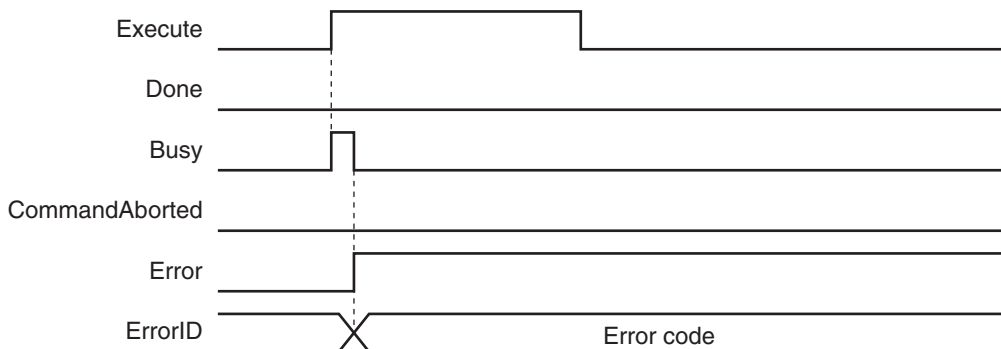 Execute
Done
Busy
CommandAborted
Error
ErrorID
Error code